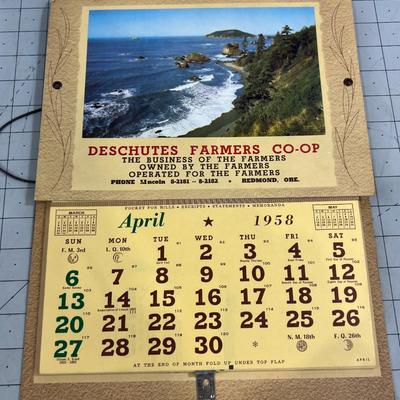 DESCHUTES FARMERS CO-OP
THE BUSINESS OF THE FARMERS
OWNED BY THE FARMERS
OPERATED FOR THE FARMERS
PHONE LIncoln 8-2181 — 8-2182 • REDMOND, ORE.
POCKET FOR BILLS • RECEIPTS • STATEMENTS • MEMORANDA
MARCH April ★ 1958 MAY
SUN MON TUE WED THU FRI SAT
F. M. 3rd L. Q. 10th 1 2 3 4 5
6 7 8 9 10 11 12
13 14 15 16 17 18 19
20 21 22 23 24 25 26
27 28 29 30 N. M. 18th F. Q. 26th
AT THE END OF MONTH FOLD UP UNDER TOP FLAP
APRIL